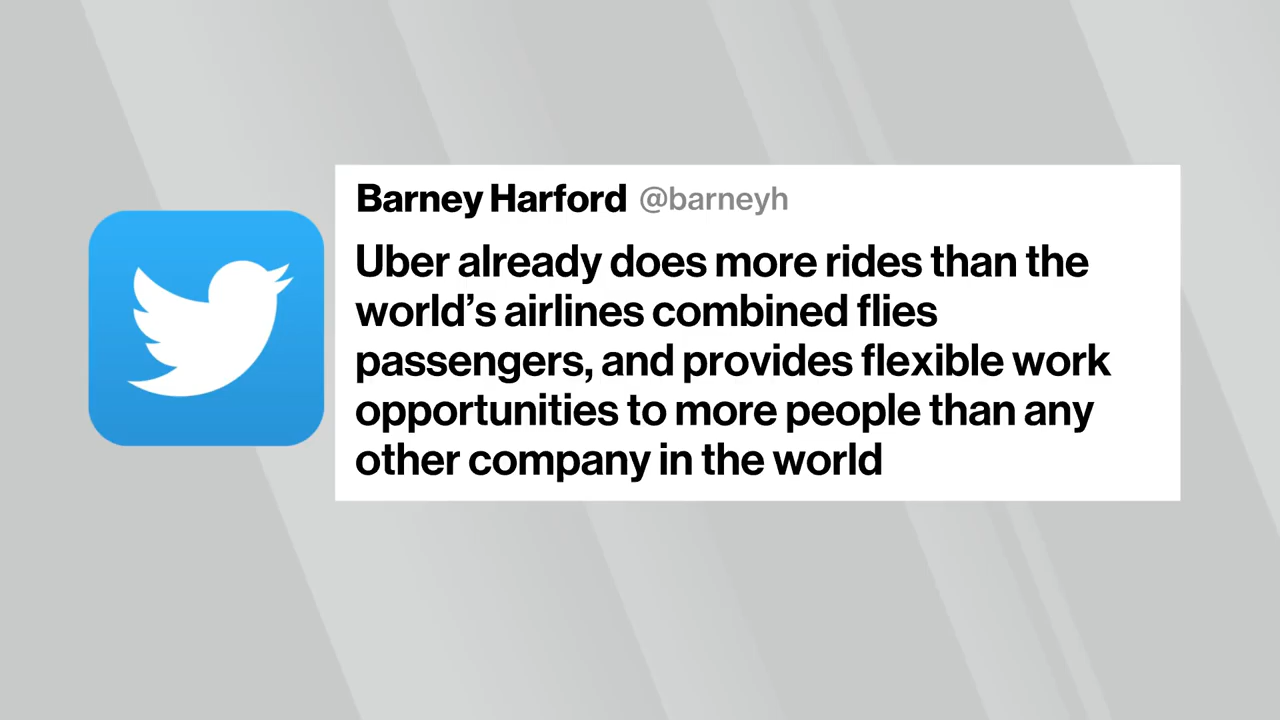 Barney Harford @barneyh
Uber already does more rides than the
world’s airlines combined flies
passengers, and provides flexible work
opportunities to more people than any
other company in the world